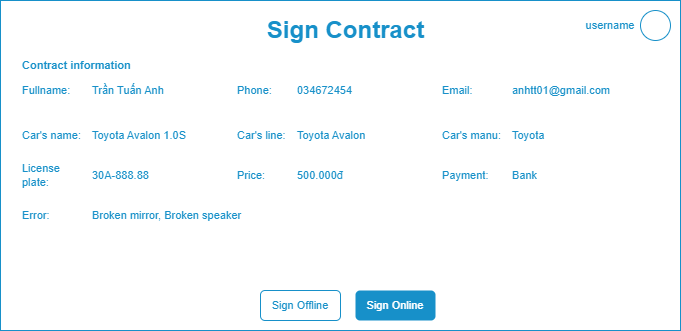 Sign Contract
username
Contract information
Fullname: Trần Tuấn Anh Phone: 034672454 Email: anhtt01@gmail.com
Car's name: Toyota Avalon 1.0S Car's line: Toyota Avalon Car's manu: Toyota
License
plate: 30A-888.88 Price: 500.000đ Payment: Bank
Error: Broken mirror, Broken speaker
Sign Offline Sign Online